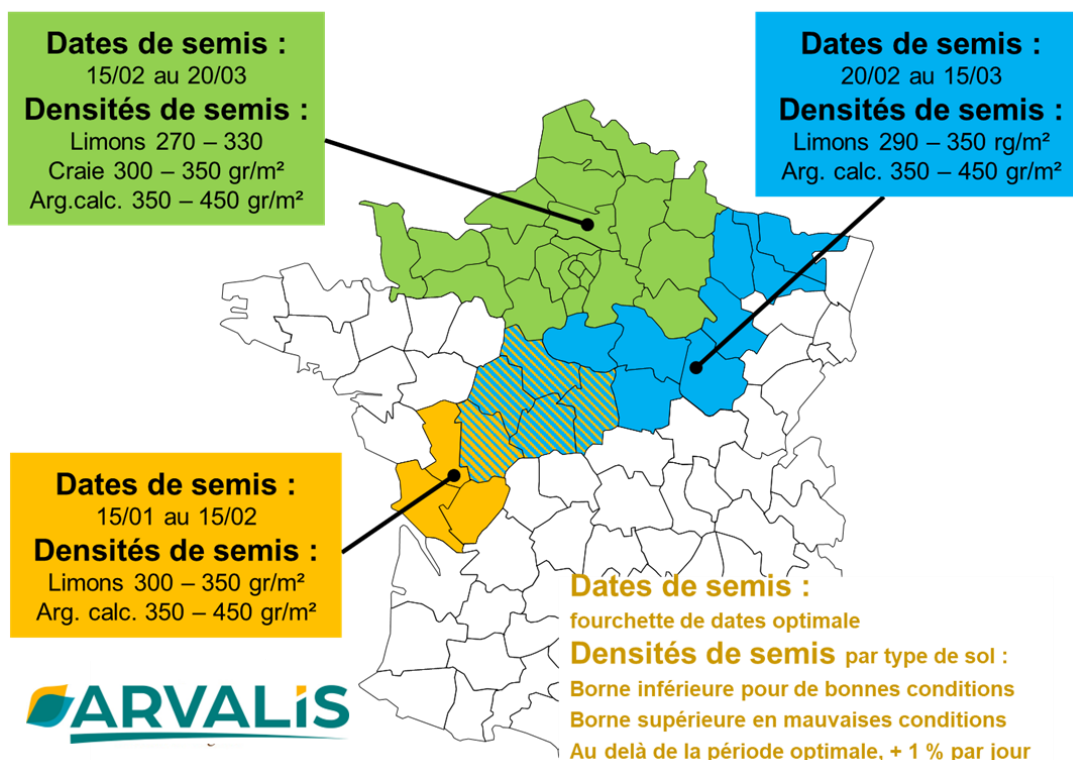 Dates de semis :
15/02 au 20/03
Densités de semis :
Limons 270 – 330
Craie 300 – 350 gr/m²
Arg.calc. 350 – 450 gr/m²
Dates de semis :
20/02 au 15/03
Densités de semis :
Limons 290 – 350 rg/m²
Arg. calc. 350 – 450 gr/m²
Dates de semis :
15/01 au 15/02
Densités de semis :
Limons 300 – 350 gr/m²
Arg. calc. 350 – 450 gr/m²
Dates de semis :
fourchette de dates optimale
Densités de semis par type de sol :
Borne inférieure pour de bonnes conditions
Borne supérieure en mauvaises conditions
Au delà de la période optimale, + 1 % par jour
ARVALiS